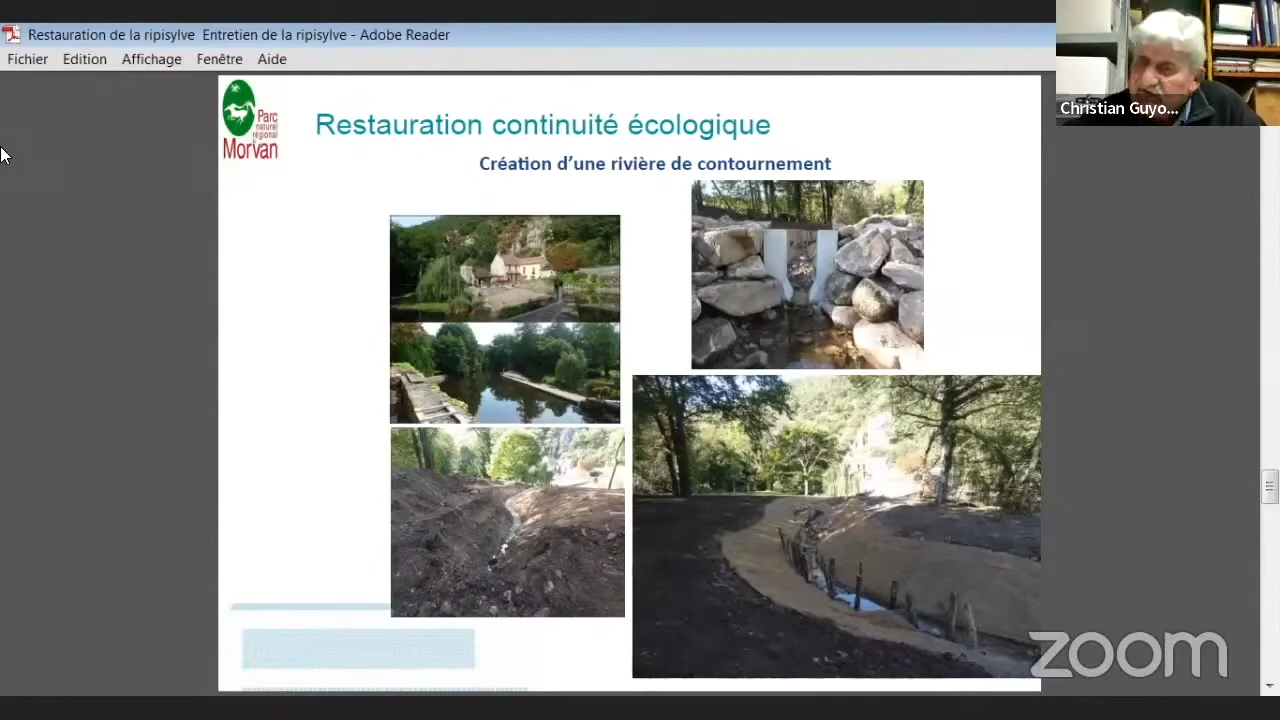 Restauration de la ripisylve  Entretien de la ripisylve - Adobe Reader
Fichier Edition Affichage Fenêtre Aide
Christian Guyo...
Parc
naturel
régional
Morvan
Restauration continuité écologique
Création d'une rivière de contournement
zoom